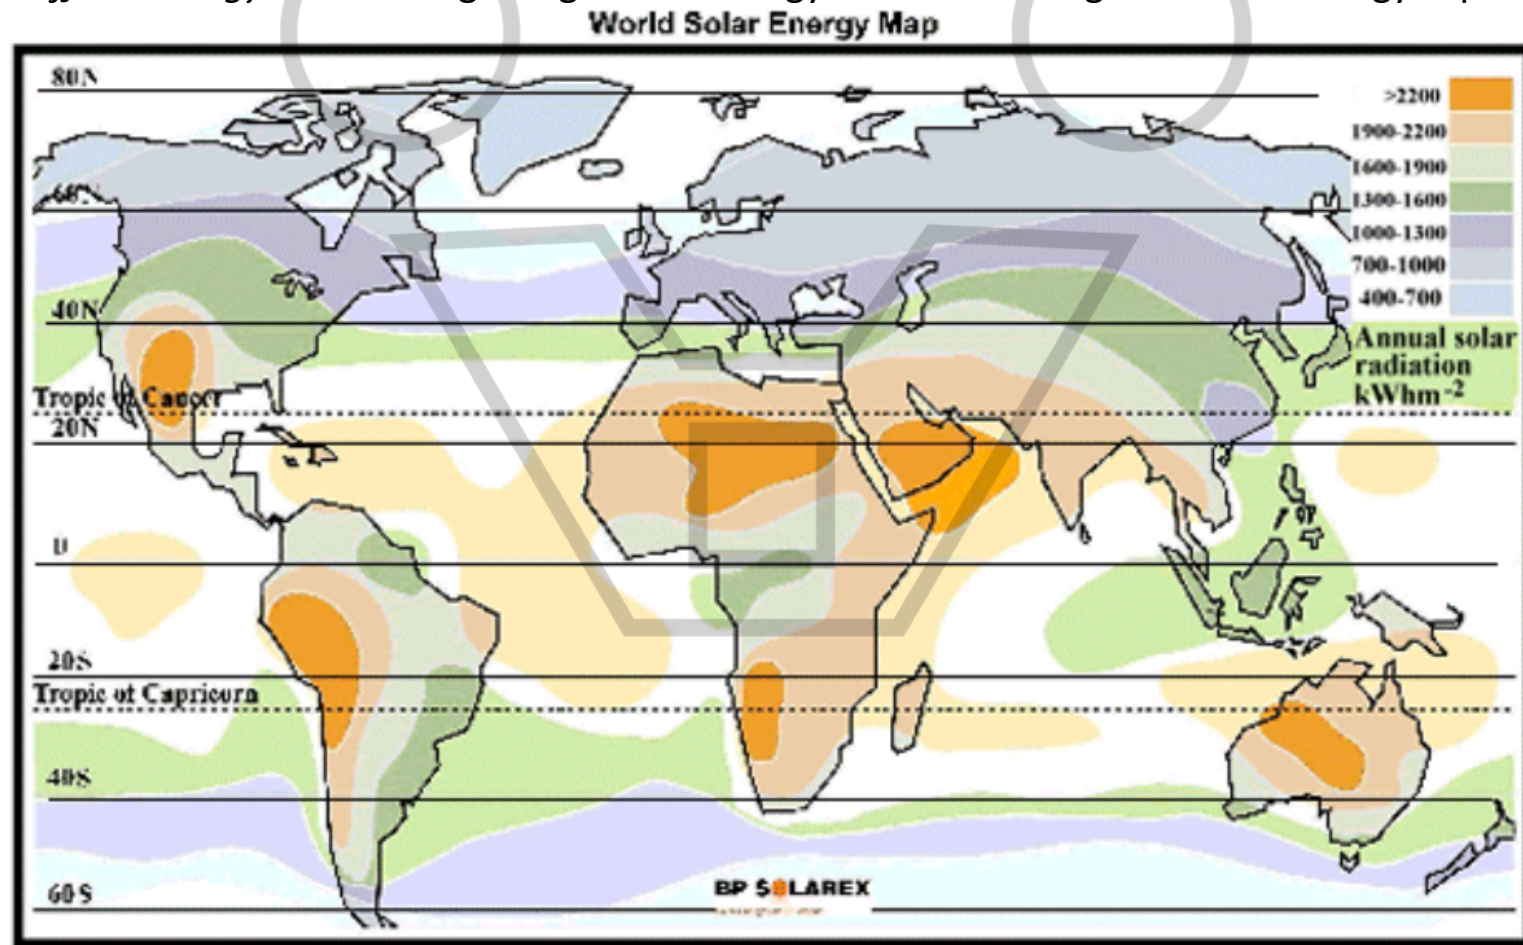 World Solar Energy Map
80N
>2200
1900-2200
1600-1900
60N
1300-1600
1000-1300
700-1000
400-700
40N
Annual solar
radiation
kWhm-2
Tropic of Cancer
20N
0
20S
Tropic of Capricorn
40S
60S
BP SOLAREX